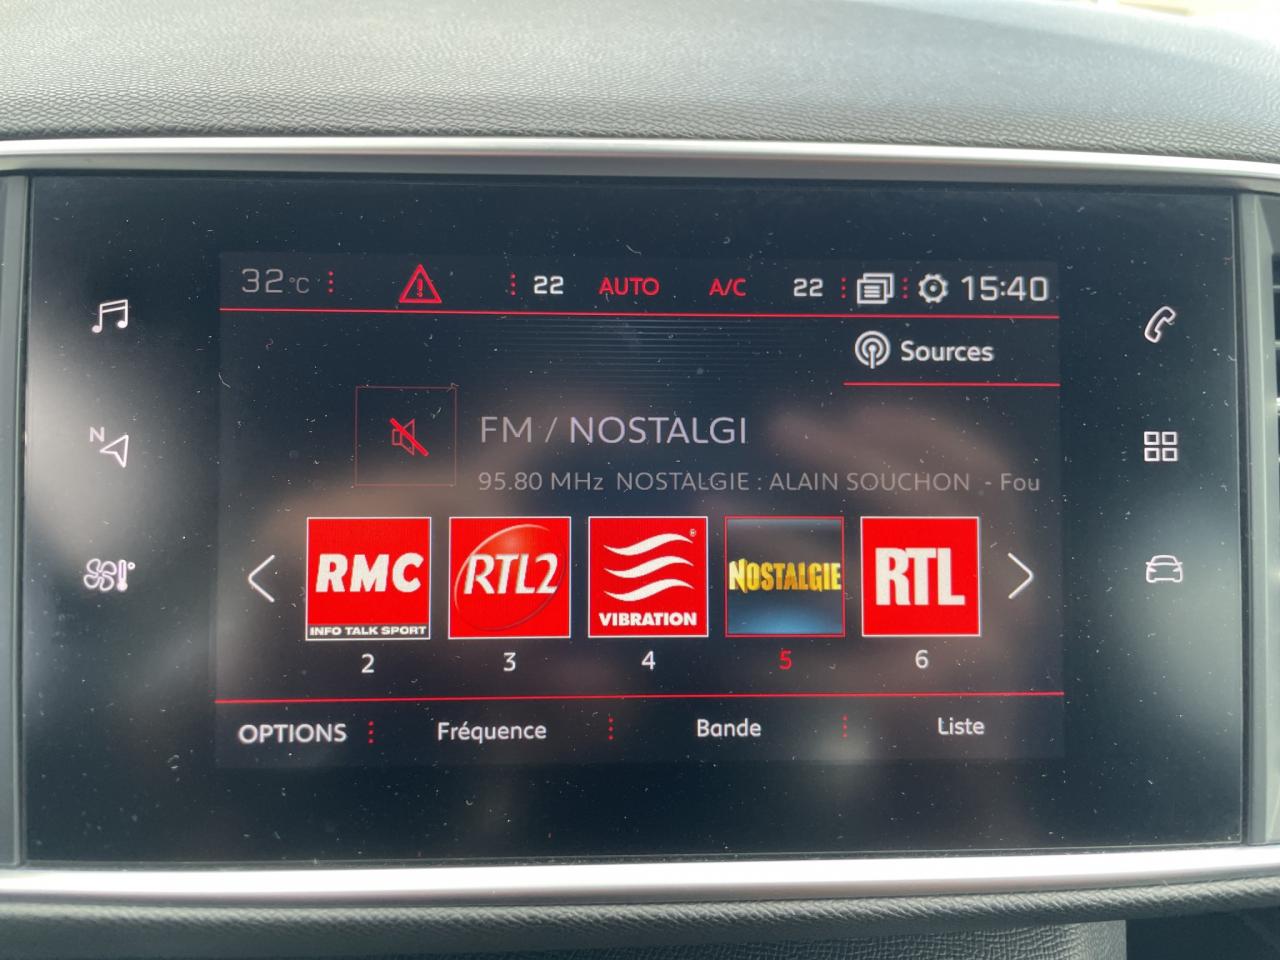 32°C 22 AUTO A/C 22 15:40
Sources
FM / NOSTALGI
95.80 MHz NOSTALGIE : ALAIN SOUCHON - Fou
N
RMC
INFO TALK SPORT
RTL2
VIBRATION
NOSTALGIE
RTL
2 3 4 5 6
OPTIONS Fréquence Bande Liste